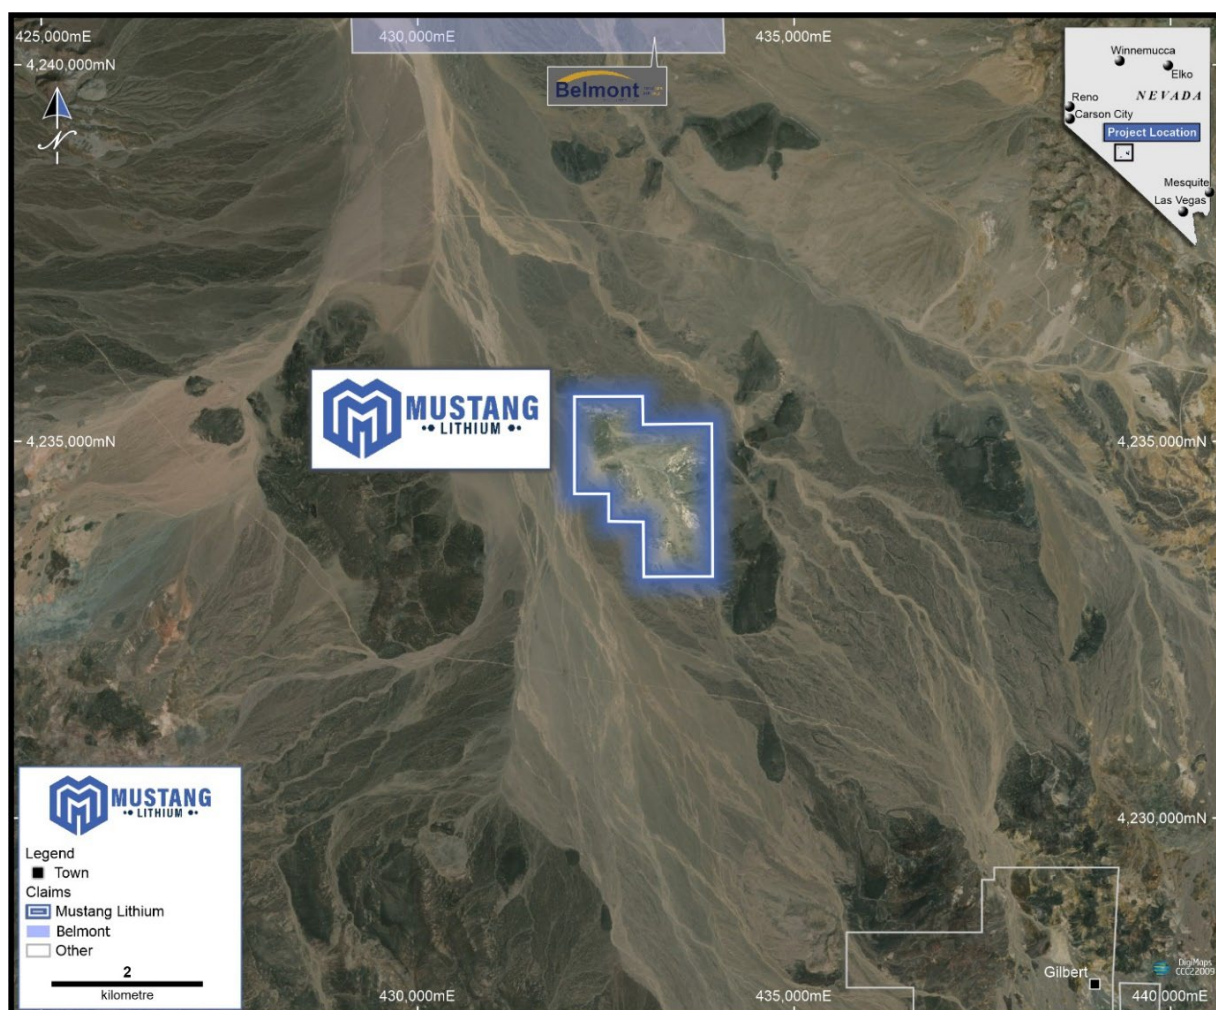 425,000mE
430,000mE
435,000mE
4,240,000mN
Belmont
N
Winnemucca
Elko
NEVADA
Reno
Carson City
Project Location
Mesquite
Las Vegas
MUSTANG
LITHIUM
4,235,000mN
4,235,000mN
4,230,000mN
MUSTANG
LITHIUM
Legend
Town
Claims
Mustang Lithium
Belmont
Other
2
kilometre
Gilbert
DigiMaps
CCC22009
430,000mE
435,000mE
440,000mE